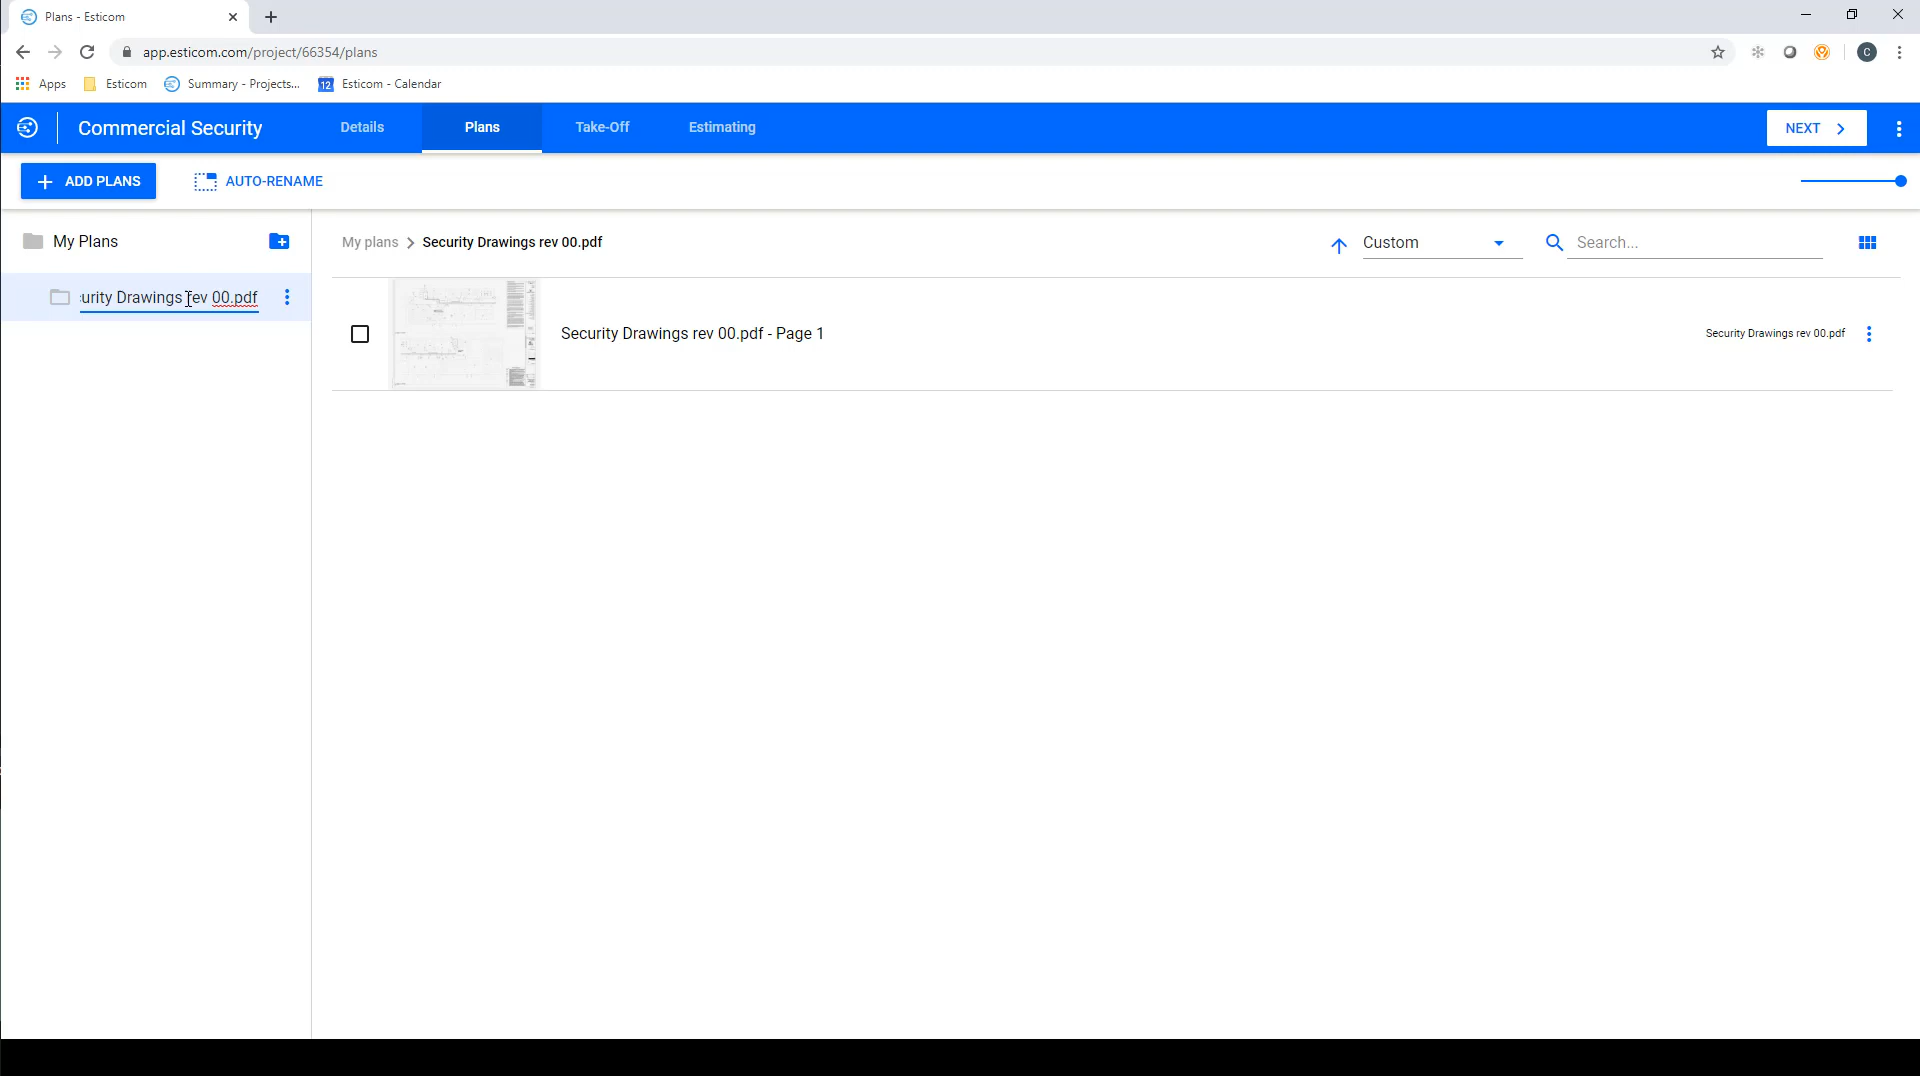 Plans - Esticom
app.esticom.com/project/66354/plans
C
Apps
Esticom
Summary - Projects...
12
Esticom - Calendar
Commercial Security
Details
Plans
Take-Off
Estimating
NEXT
ADD PLANS
AUTO-RENAME
My Plans
My plans
Security Drawings rev 00.pdf
Custom
Search...
urity Drawings rev 00.pdf
Security Drawings rev 00.pdf - Page 1
Security Drawings rev 00.pdf